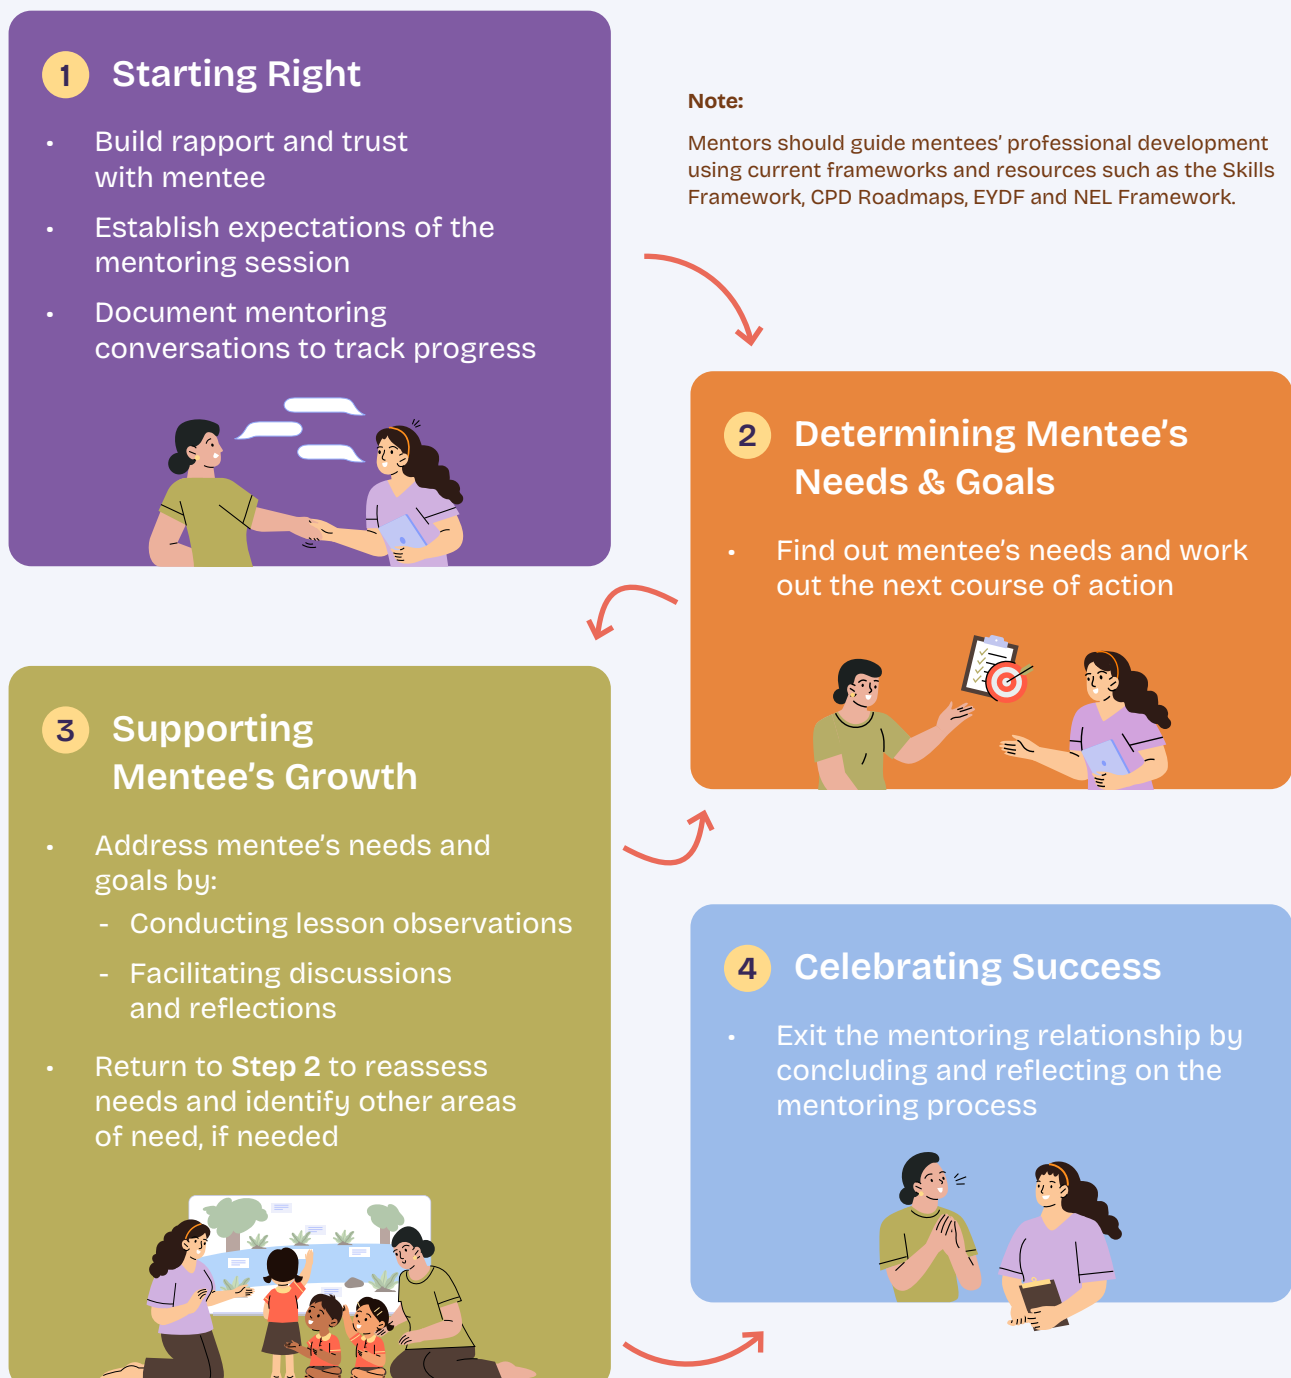 1 Starting Right
• Build rapport and trust
with mentee
• Establish expectations of the
mentoring session
• Document mentoring
conversations to track progress
Note:
Mentors should guide mentees’ professional development
using current frameworks and resources such as the Skills
Framework, CPD Roadmaps, EYDF and NEL Framework.
2 Determining Mentee’s
Needs & Goals
• Find out mentee’s needs and work
out the next course of action
3 Supporting
Mentee’s Growth
• Address mentee’s needs and
goals by:
- Conducting lesson observations
- Facilitating discussions
and reflections
• Return to Step 2 to reassess
needs and identify other areas
of need, if needed
4 Celebrating Success
• Exit the mentoring relationship by
concluding and reflecting on the
mentoring process